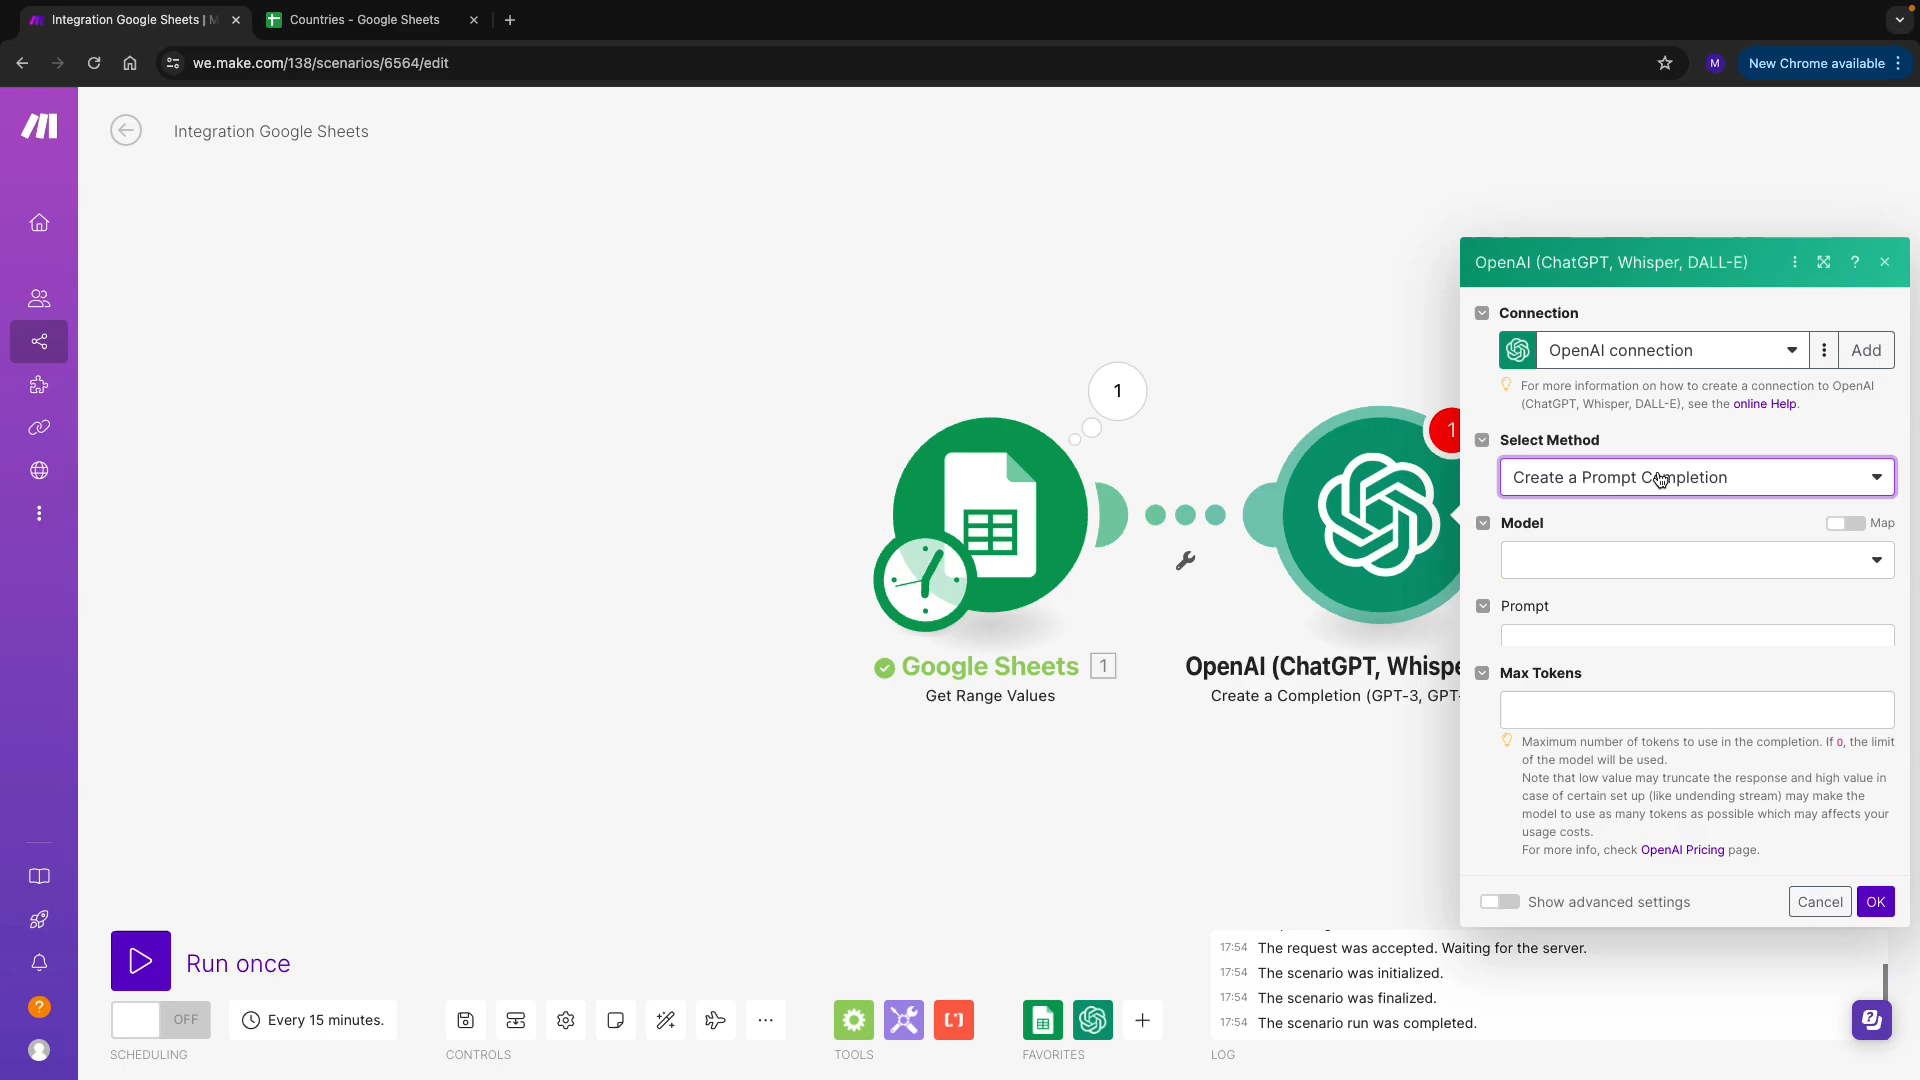 Integration Google Sheets |
Countries - Google Sheets
we.make.com/138/scenarios/6564/edit
M
New Chrome available
Integration Google Sheets
OpenAI (ChatGPT, Whisper, DALL-E)
?
Connection
OpenAI connection
Add
For more information on how to create a connection to OpenAI
(ChatGPT, Whisper, DALL-E), see the online Help.
Select Method
Create a Prompt Completion
Model
Map
Prompt
Max Tokens
Maximum number of tokens to use in the completion. If 0, the limit
of the model will be used.
Note that low value may truncate the response and high value in
case of certain set up (like undending stream) may make the
model to use as many tokens as possible which may affects your
usage costs.
For more info, check OpenAI Pricing page.
Show advanced settings
Cancel
OK
1
1
Google Sheets 1
Get Range Values
OpenAI (ChatGPT, Whispe
Create a Completion (GPT-3, GPT-
Run once
OFF
Every 15 minutes.
SCHEDULING
CONTROLS
TOOLS
FAVORITES
17:54 The request was accepted. Waiting for the server.
17:54 The scenario was initialized.
17:54 The scenario was finalized.
17:54 The scenario run was completed.
LOG
?
?